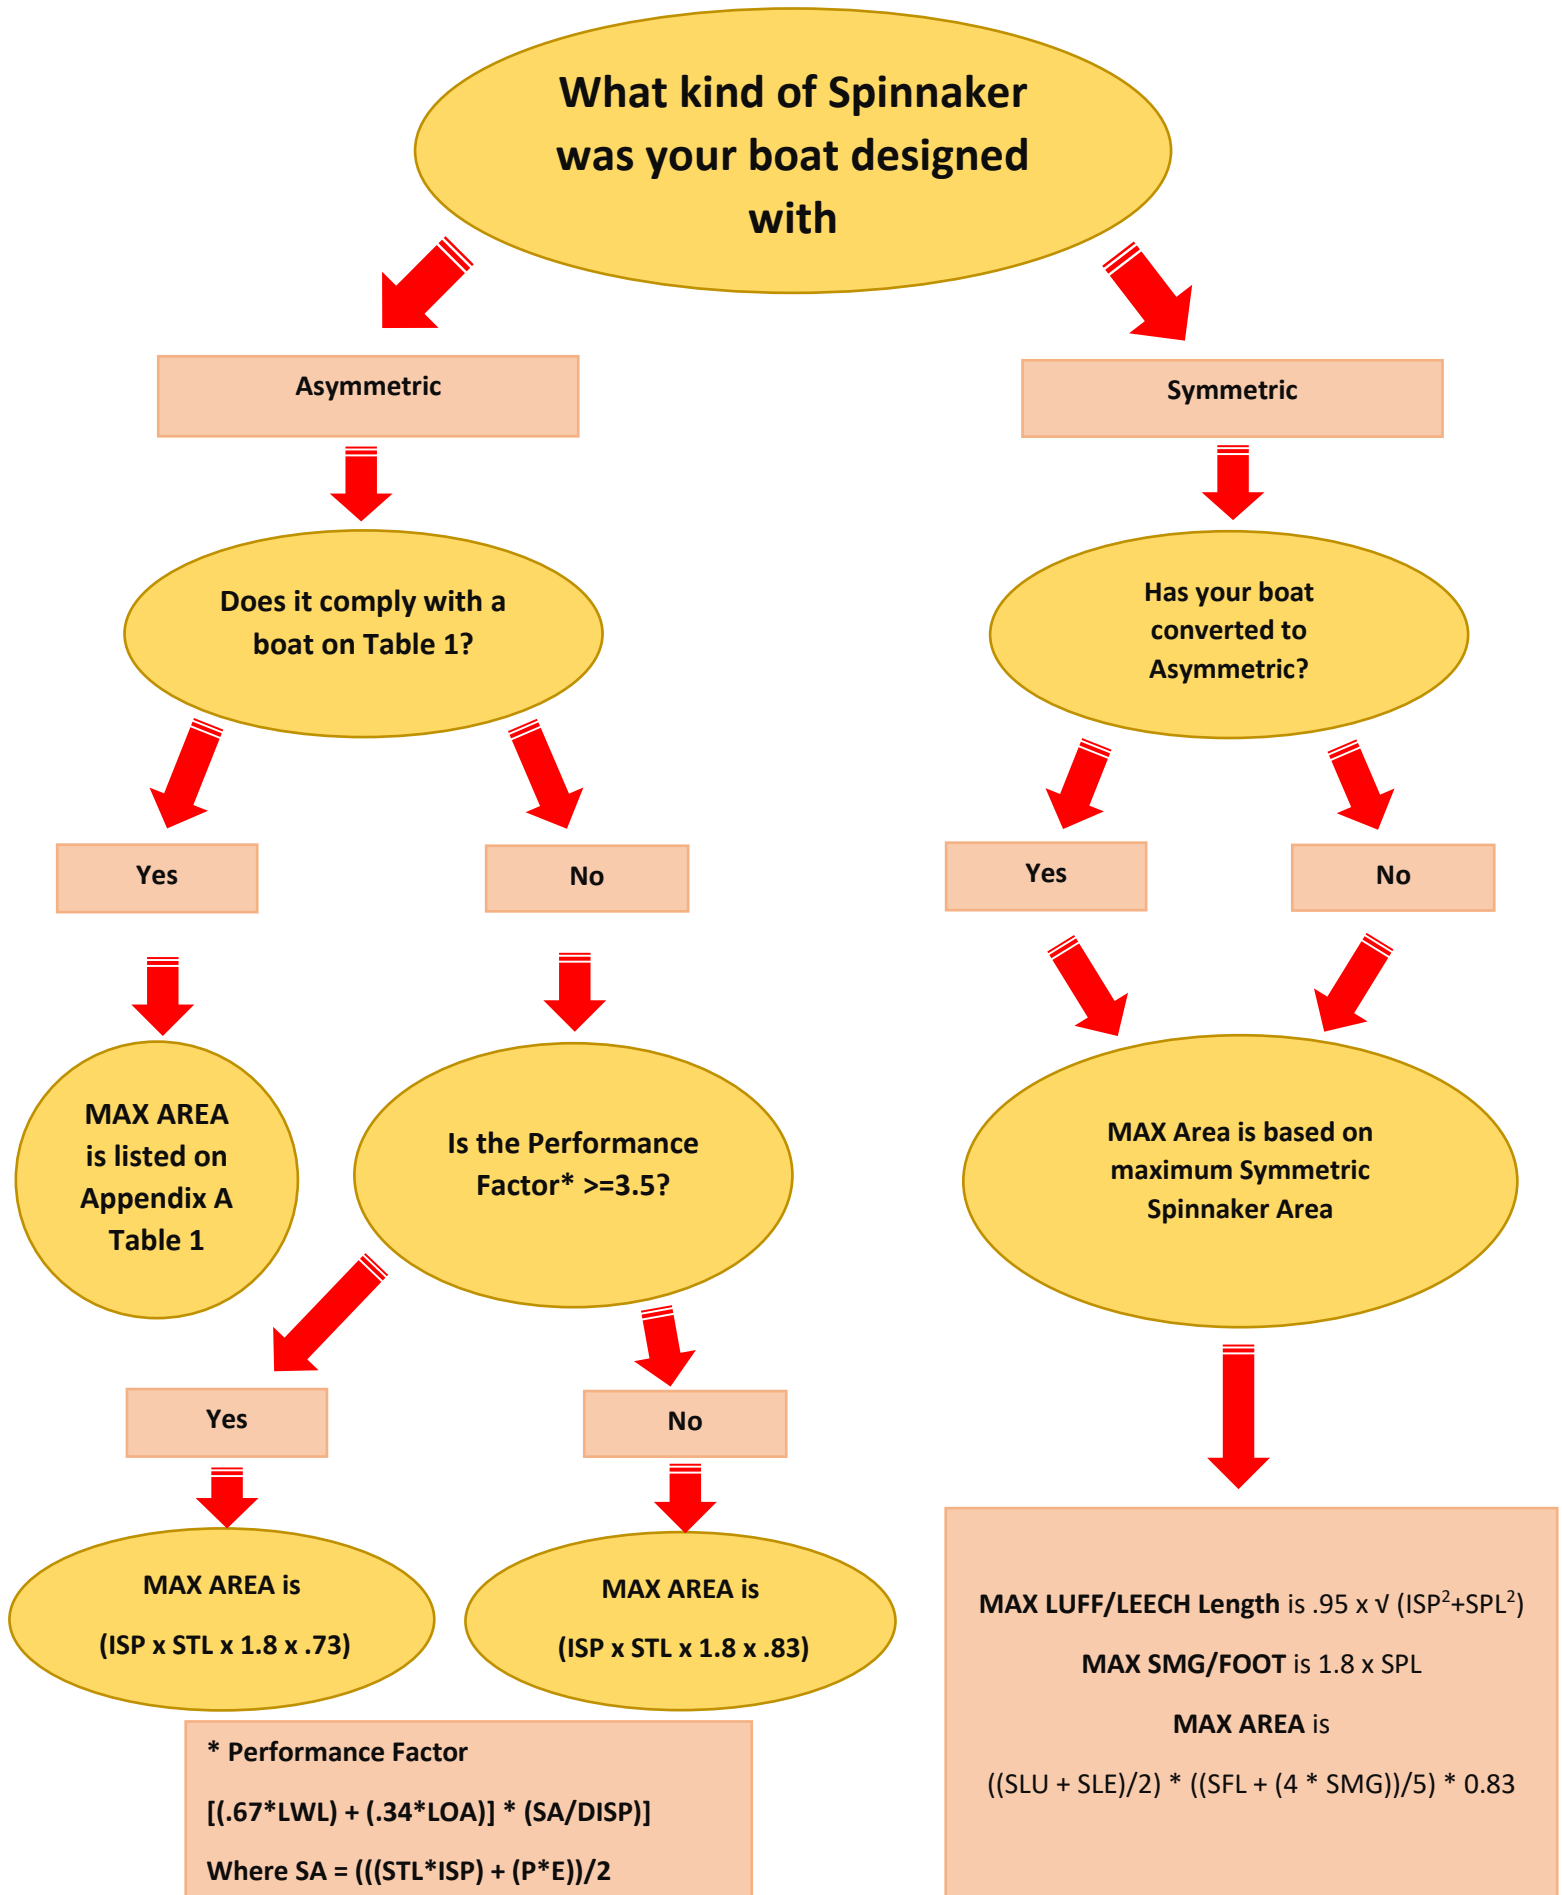 What kind of Spinnaker
was your boat designed
with
Asymmetric
Symmetric
Does it comply with a
boat on Table 1?
Has your boat
converted to
Asymmetric?
Yes
No
Yes
No
MAX AREA
is listed on
Appendix A
Table 1
Is the Performance
Factor* >=3.5?
MAX Area is based on
maximum Symmetric
Spinnaker Area
Yes
No
MAX AREA is
(ISP x STL x 1.8 x .73)
MAX AREA is
(ISP x STL x 1.8 x .83)
MAX LUFF/LEECH Length is .95 x √ (ISP²+SPL²)
MAX SMG/FOOT is 1.8 x SPL
MAX AREA is
((SLU + SLE)/2) * ((SFL + (4 * SMG))/5) * 0.83
* Performance Factor
[(.67*LWL) + (.34*LOA)] * (SA/DISP)]
Where SA = (((STL*ISP) + (P*E))/2